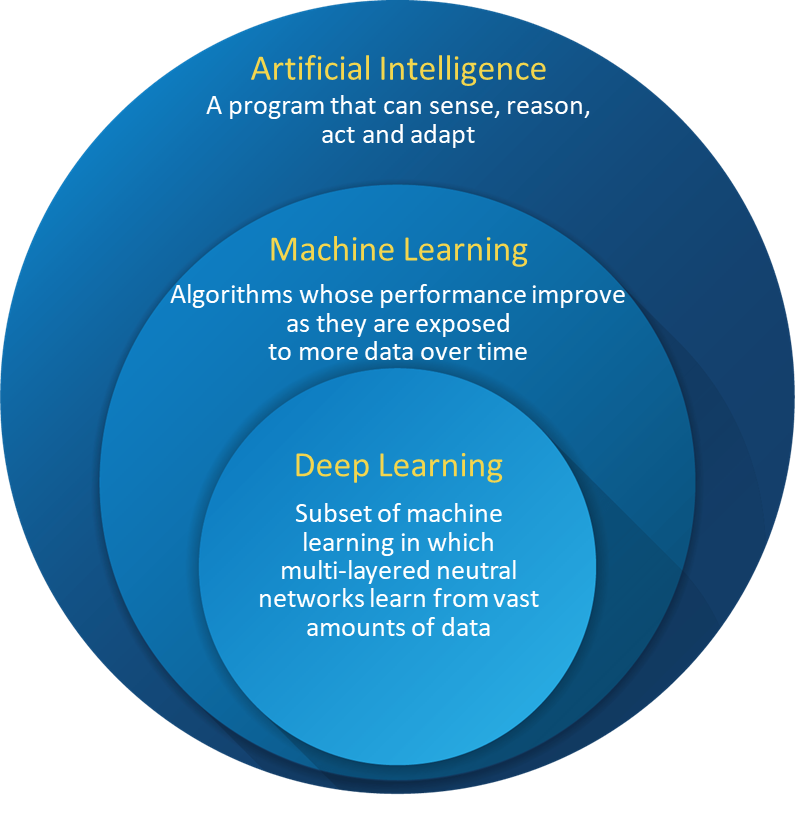 Artificial Intelligence
A program that can sense, reason,
act and adapt
Machine Learning
Algorithms whose performance improve
as they are exposed
to more data over time
Deep Learning
Subset of machine
learning in which
multi-layered neutral
networks learn from vast
amounts of data